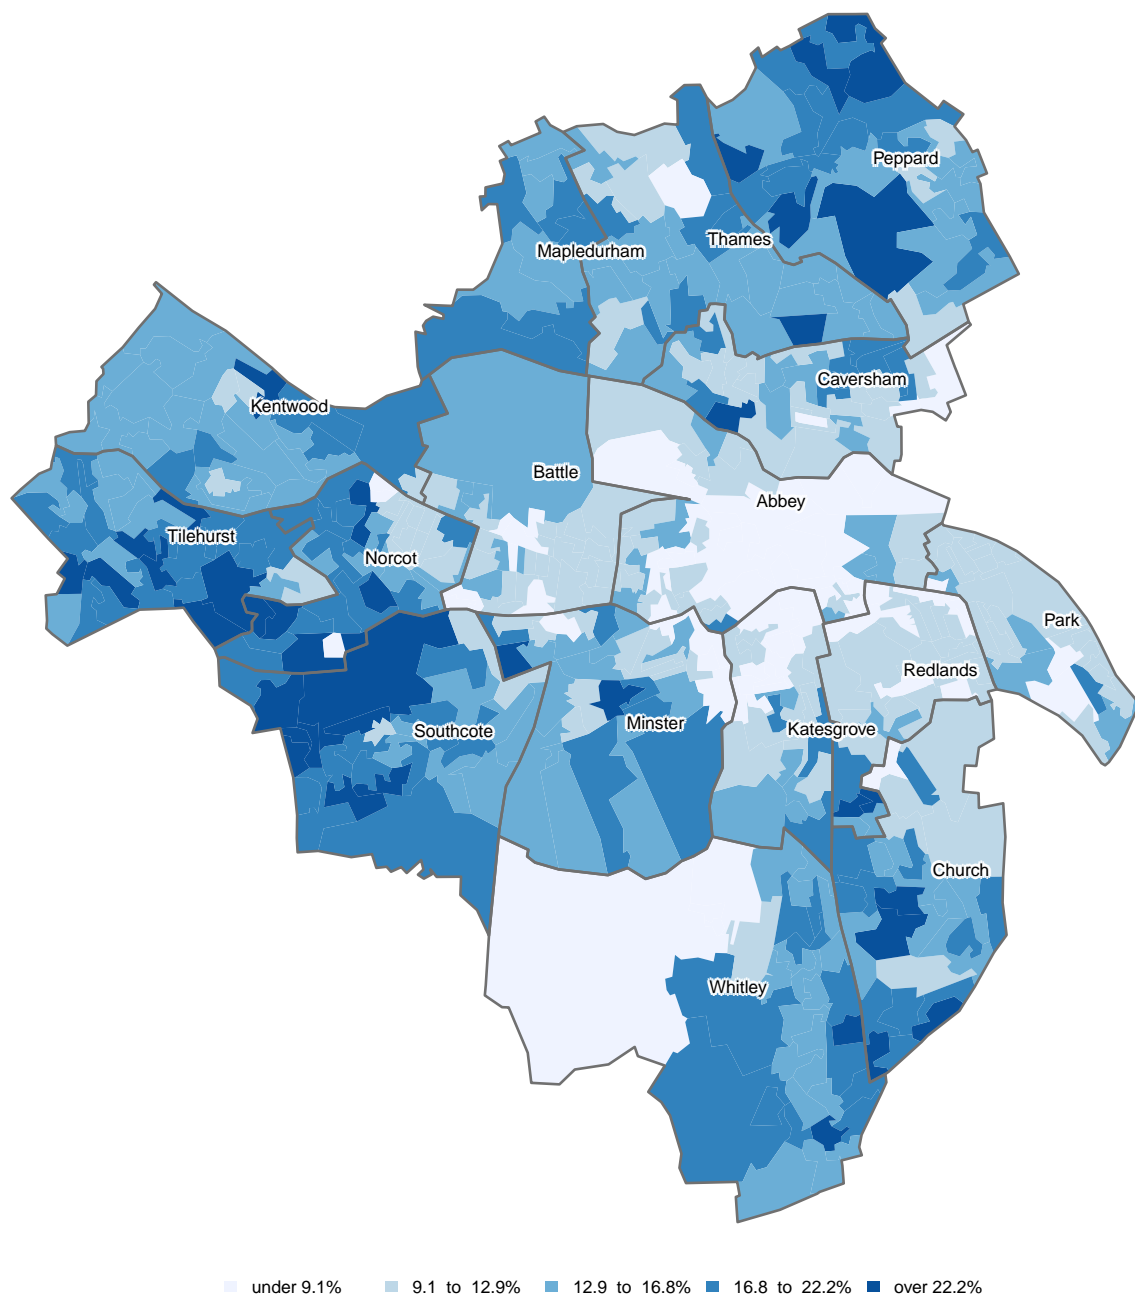 Peppard
Thames
Mapledurham
Caversham
Kentwood
Battle
Abbey
Tilehurst
Norcot
Park
Redlands
Minster
Katesgrove
Southcote
Church
Whitley
under 9.1% 9.1 to 12.9% 12.9 to 16.8% 16.8 to 22.2% over 22.2%